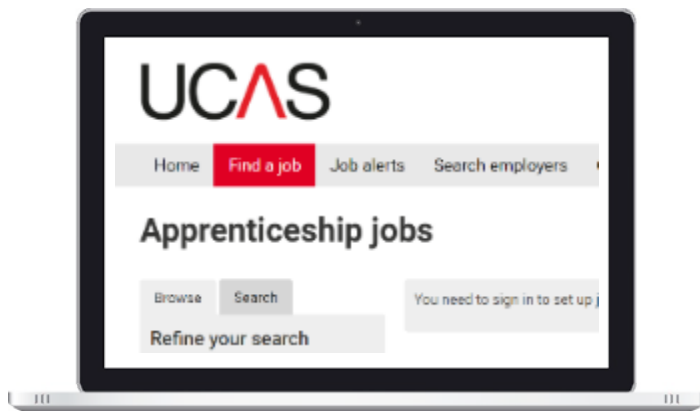 UCAS
Home Find a job Job alerts Search employers
Apprenticeship jobs
Browse Search
You need to sign in to set up j
Refine your search